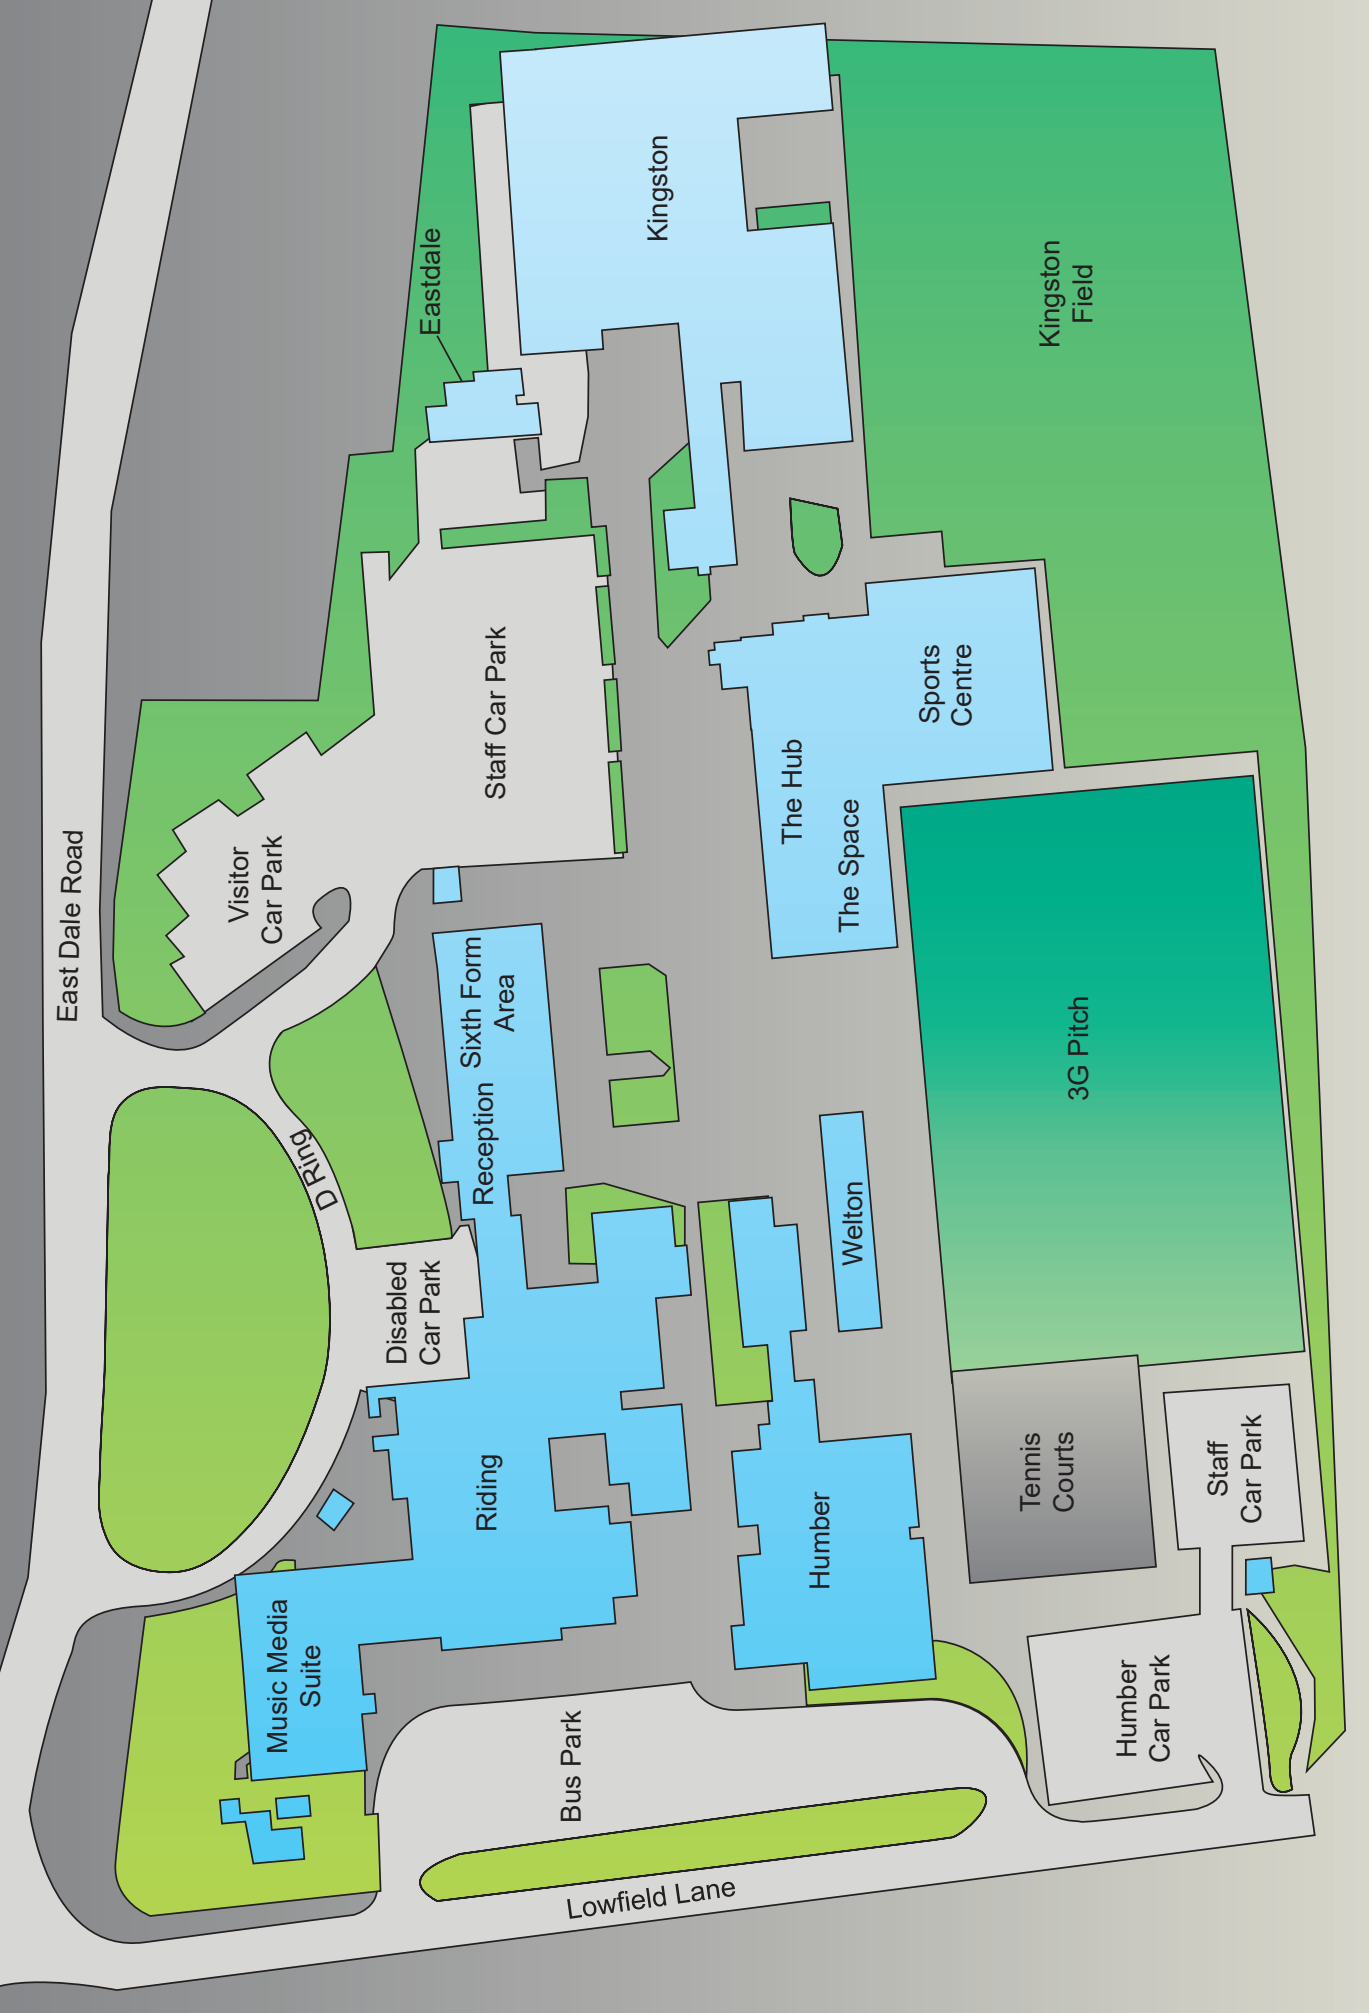 East Dale Road
Visitor
Car Park
Eastdale
Staff Car Park
Kingston
Kingston
Field
Sports
Centre
The Hub
The Space
Sixth Form
Area
Reception
D Ring
Disabled
Car Park
3G Pitch
Welton
Riding
Humber
Tennis
Courts
Staff
Car Park
Music Media
Suite
Bus Park
Humber
Car Park
Lowfield Lane